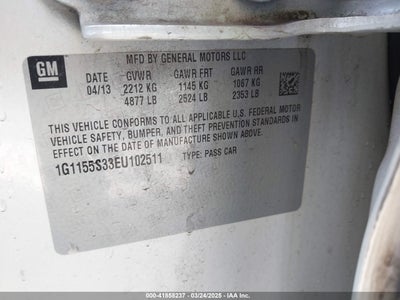 MFD BY GENERAL MOTORS LLC
GM
04/13 GVWR GAWR FRT GAWR RR
2212 KG 1145 KG 1067 KG
4877 LB 2524 LB 2353 LB
THIS VEHICLE CONFORMS TO ALL APPLICABLE U.S. FEDERAL MOTOR
VEHICLE SAFETY, BUMPER, AND THEFT PREVENTION STANDARDS IN
EFFECT ON THE DATE OF MANUFACTURE SHOWN ABOVE.
1G1155S33EU102511 TYPE: PASS CAR
000-41858237 - 03/24/2025 - IAAI.COM